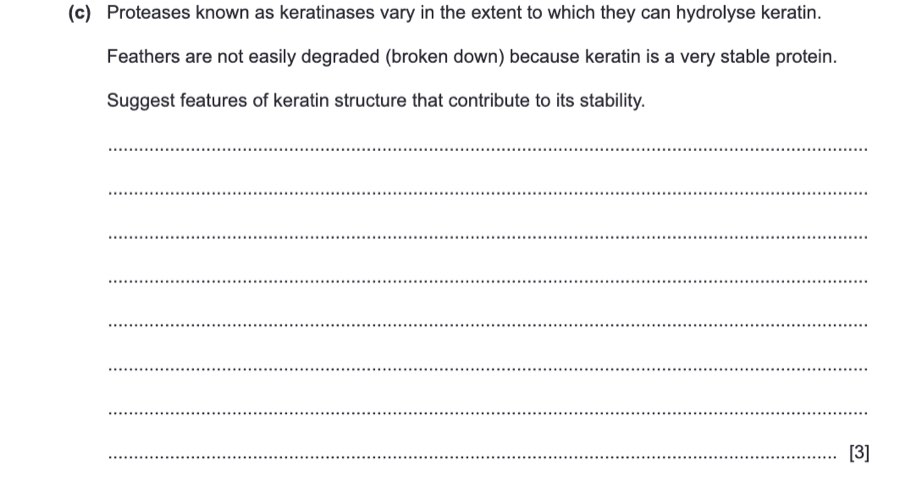 (c) Proteases known as keratinases vary in the extent to which they can hydrolyse keratin.
Feathers are not easily degraded (broken down) because keratin is a very stable protein.
Suggest features of keratin structure that contribute to its stability.
[3]